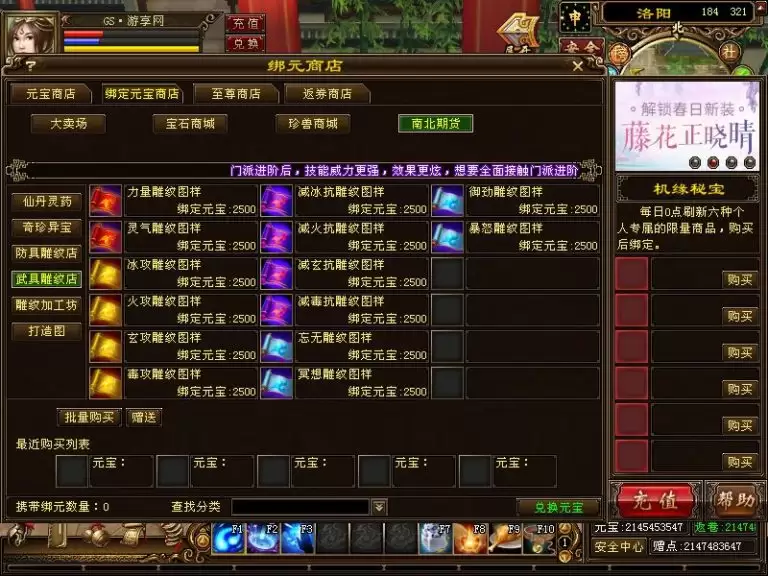 GS·游享网
充值
兑换
申
安全
洛阳 184 321
北
社
?
绑元商店
元宝商店 绑定元宝商店 至尊商店 返券商店
大卖场 宝石商城 珍兽商城 南北期货
解锁春日新装
藤花正晓晴
门派进阶后，技能威力更强，效果更炫，想要全面接触门派进阶
仙丹灵药
奇珍异宝
防具雕纹店
武具雕纹店
雕纹加工坊
打造图
力量雕纹图样 减冰抗雕纹图样 御劲雕纹图样
绑定元宝:2500 绑定元宝:2500 绑定元宝:2500
灵气雕纹图样 减火抗雕纹图样 暴怒雕纹图样
绑定元宝:2500 绑定元宝:2500 绑定元宝:2500
冰攻雕纹图样 减玄抗雕纹图样
绑定元宝:2500 绑定元宝:2500
火攻雕纹图样 减毒抗雕纹图样
绑定元宝:2500 绑定元宝:2500
玄攻雕纹图样 忘无雕纹图样
绑定元宝:2500 绑定元宝:2500
毒攻雕纹图样 冥想雕纹图样
绑定元宝:2500 绑定元宝:2500
机缘秘宝
每日0点刷新六种个
人专属的限量商品，购买
后绑定。
购买
购买
购买
购买
购买
购买
批量购买 赠送
最近购买列表
元宝： 元宝： 元宝： 元宝： 元宝：
携带绑元数量：0 查找分类 兑换元宝
充值 帮助
F1 F2 F3 F7 F8 F9 F10
1
元宝:2145453547
安全中心 赠点:2147483647